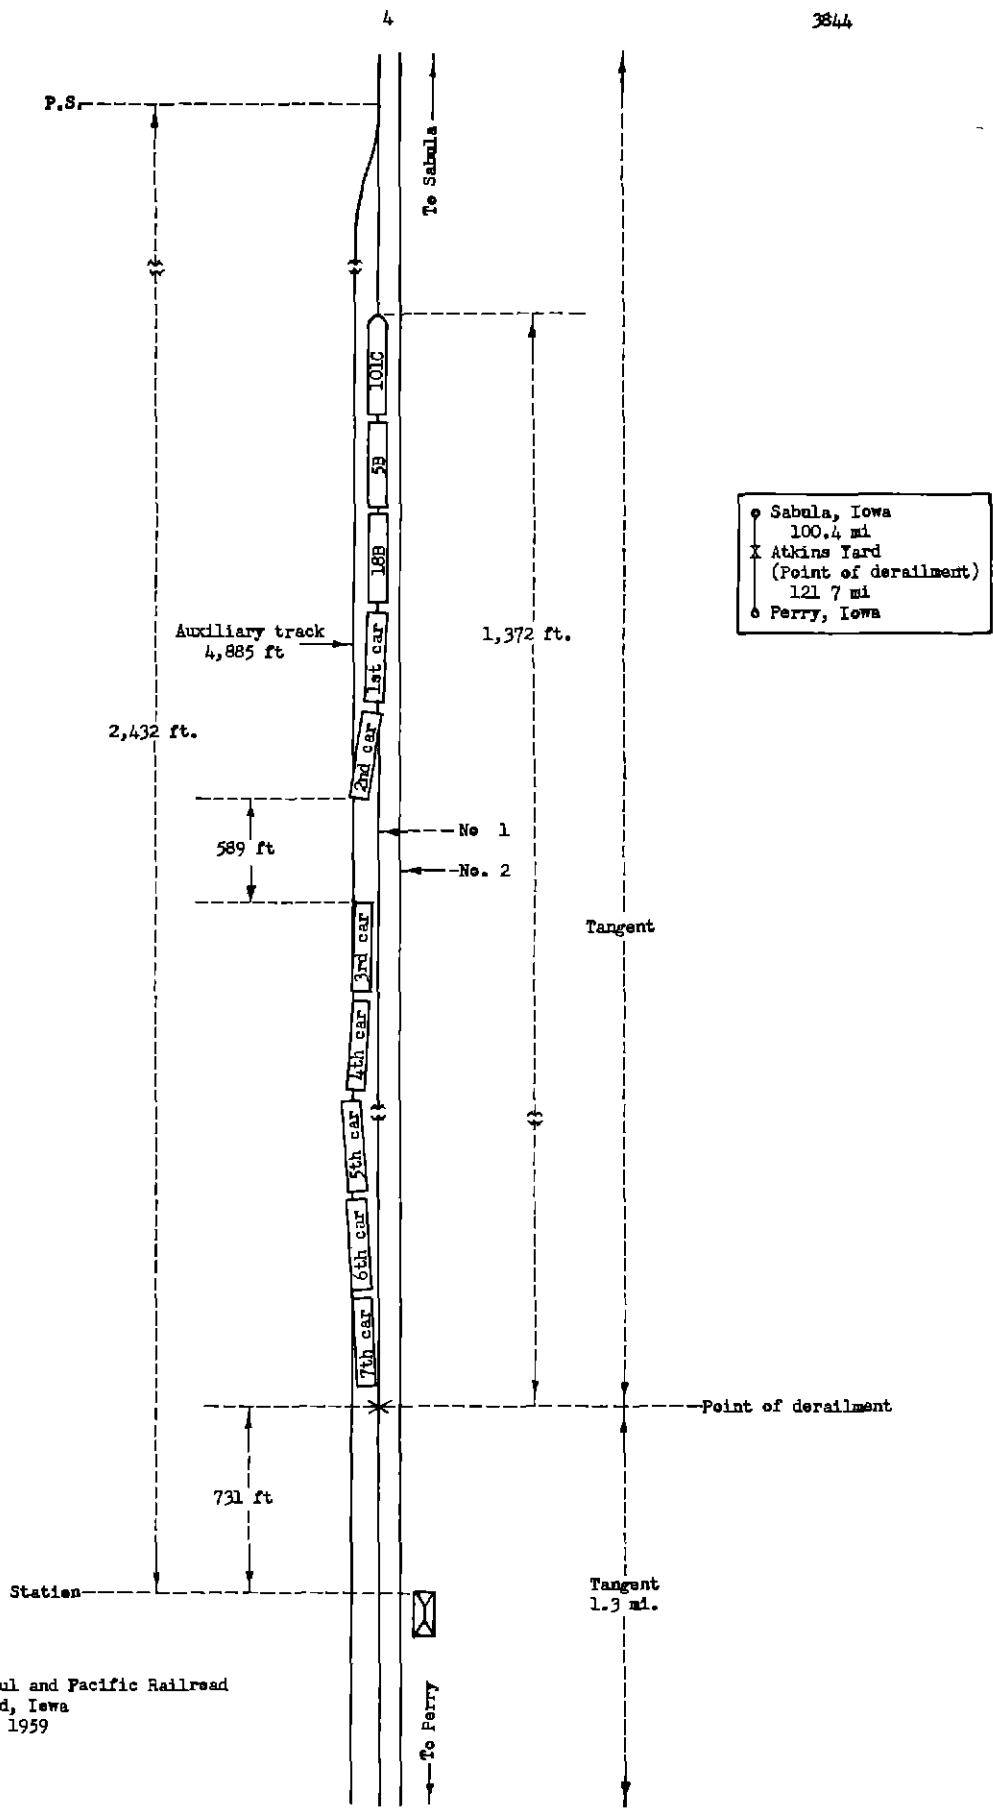 4
3844
P.S.
To Sabula
101C
5B
18B
Sabula, Iowa
100.4 mi
Atkins Yard
(Point of derailment)
121 7 mi
Perry, Iowa
Auxiliary track
4,885 ft
1st car
1,372 ft.
2,432 ft.
2nd car
No 1
589 ft
No. 2
3rd car
Tangent
4th car
5th car
6th car
7th car
Point of derailment
731 ft
Station
Tangent
1.3 mi.
ul and Pacific Railroad
d, Iowa
1959
To Perry